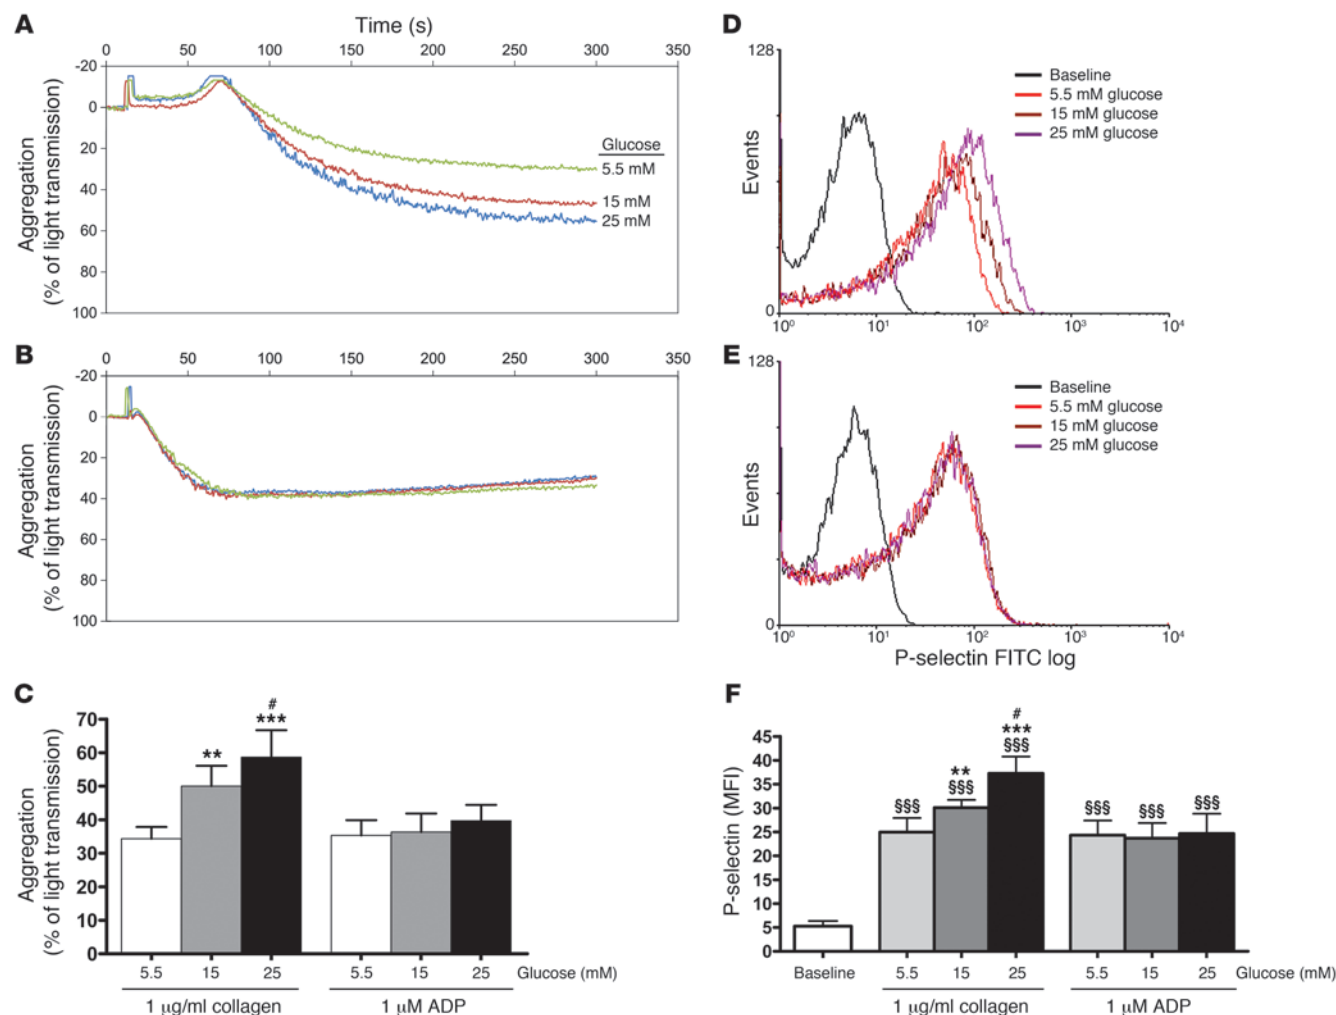 A
Time (s)
0 50 100 150 200 250 300 350
Aggregation
(% of light transmission)
-20
0
20
40
60
80
100
Glucose
5.5 mM
15 mM
25 mM
B
0 50 100 150 200 250 300 350
Aggregation
(% of light transmission)
-20
0
20
40
60
80
100
C
Aggregation
(% of light transmission)
70
60
50
40
30
20
10
0
**
#
***
5.5 15 25 5.5 15 25 Glucose (mM)
1 µg/ml collagen 1 µM ADP
D
Events
128
0
10⁰ 10¹ 10² 10³ 10⁴
Baseline
5.5 mM glucose
15 mM glucose
25 mM glucose
E
Events
128
0
10⁰ 10¹ 10² 10³ 10⁴
P-selectin FITC log
Baseline
5.5 mM glucose
15 mM glucose
25 mM glucose
F
P-selectin (MFI)
45
40
35
30
25
20
15
10
5
0
§§§
**
§§§
#
***
§§§
§§§ §§§ §§§
Baseline 5.5 15 25 5.5 15 25 Glucose (mM)
1 µg/ml collagen 1 µM ADP